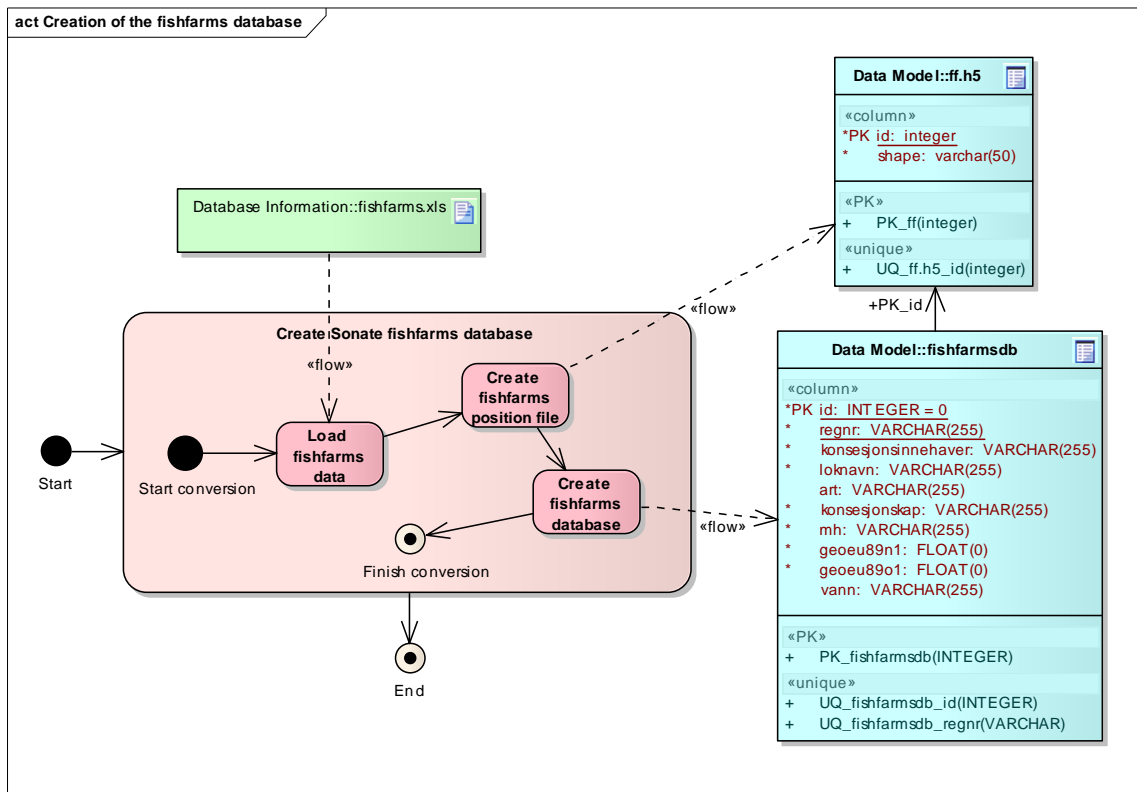 act Creation of the fishfarms database
Data Model::ff.h5
«column»
*PK id: integer
* shape: varchar(50)
«PK»
+ PK_ff(integer)
«unique»
+ UQ_ff.h5_id(integer)
Database Information::fishfarms.xls
«flow»
+PK_id
Create Sonate fishfarms database
«flow»
Create
fishfarms
position file
Load
fishfarms
data
Start
Start conversion
Create
fishfarms
database
«flow»
Finish conversion
End
Data Model::fishfarmsdb
«column»
*PK id: INTEGER = 0
* regnr: VARCHAR(255)
* konsesjonsinnehaver: VARCHAR(255)
* loknavn: VARCHAR(255)
art: VARCHAR(255)
* konsesjonskap: VARCHAR(255)
* mh: VARCHAR(255)
* geoeu89n1: FLOAT(0)
* geoeu89o1: FLOAT(0)
vann: VARCHAR(255)
«PK»
+ PK_fishfarmsdb(INTEGER)
«unique»
+ UQ_fishfarmsdb_id(INTEGER)
+ UQ_fishfarmsdb_regnr(VARCHAR)